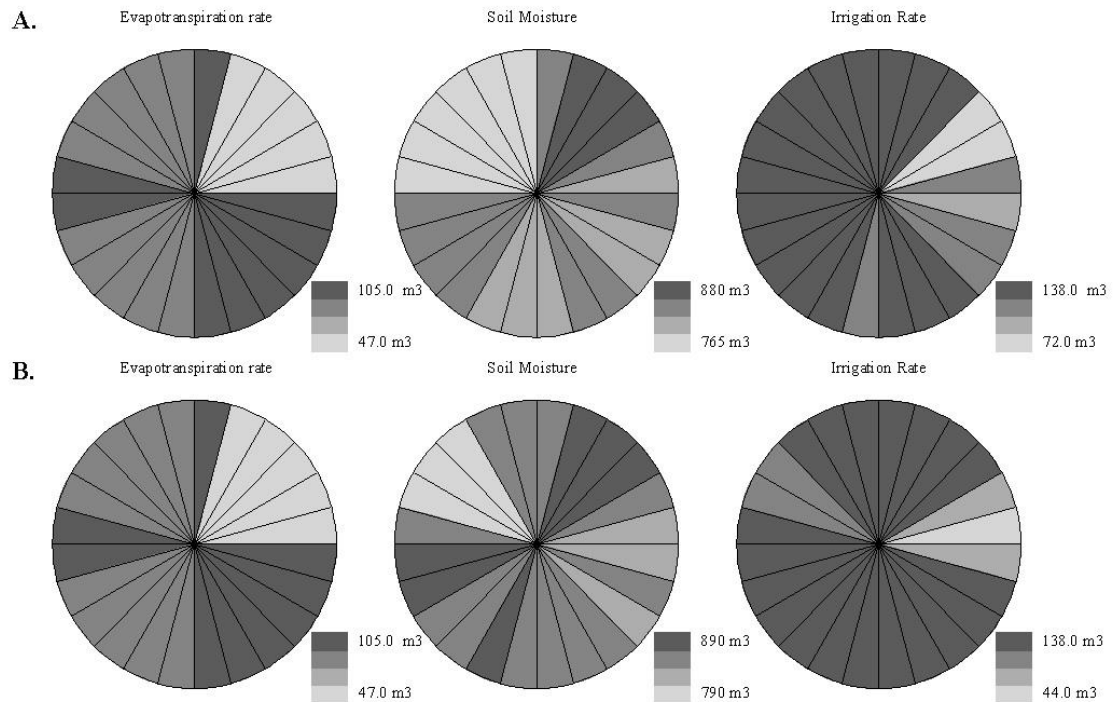 A.
Evapotranspiration rate
Soil Moisture
Irrigation Rate
105.0 m3
47.0 m3
880 m3
765 m3
138.0 m3
72.0 m3
B.
Evapotranspiration rate
Soil Moisture
Irrigation Rate
105.0 m3
47.0 m3
890 m3
790 m3
138.0 m3
44.0 m3